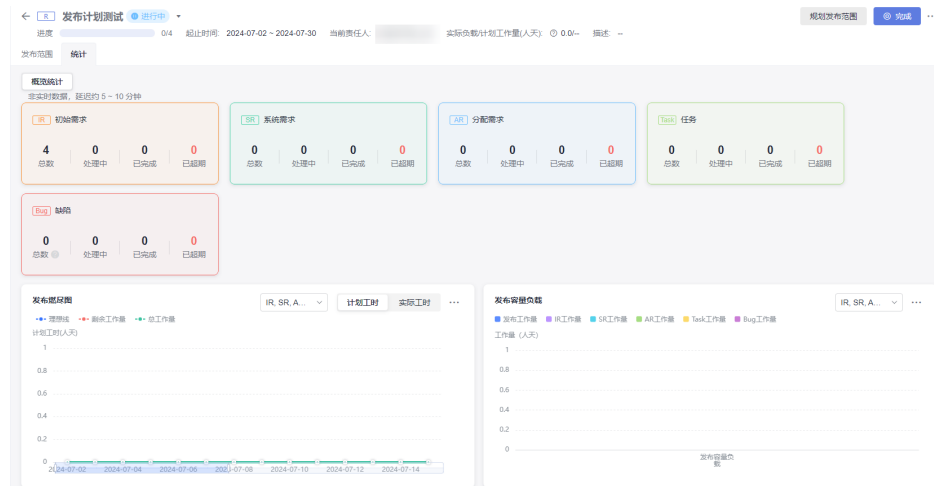 R 发布计划测试 进行中 规划发布范围 完成
进度 0/4 起止时间: 2024-07-02 ~ 2024-07-30 当前责任人: 实际负载/计划工作量(人天): 0.0/-- 描述: --
发布范围 统计
概览统计
非实时数据，延迟约 5 ~ 10 分钟
IR 初始需求
4 0 0 0
总数 处理中 已完成 已超期
SR 系统需求
0 0 0 0
总数 处理中 已完成 已超期
AR 分配需求
0 0 0 0
总数 处理中 已完成 已超期
Task 任务
0 0 0 0
总数 处理中 已完成 已超期
Bug 缺陷
0 0 0 0
总数 处理中 已完成 已超期
发布燃尽图 IR, SR, A... 计划工时 实际工时
理想线 剩余工作量 总工作量
计划工时(人天)
1
0.8
0.6
0.4
0.2
0
2024-07-02 2024-07-04 2024-07-06 2024-07-08 2024-07-10 2024-07-12 2024-07-14
发布容量负载 IR, SR, A...
发布工作量 IR工作量 SR工作量 AR工作量 Task工作量 Bug工作量
工作量（人天）
1
0.8
0.6
0.4
0.2
0
发布容量负
载